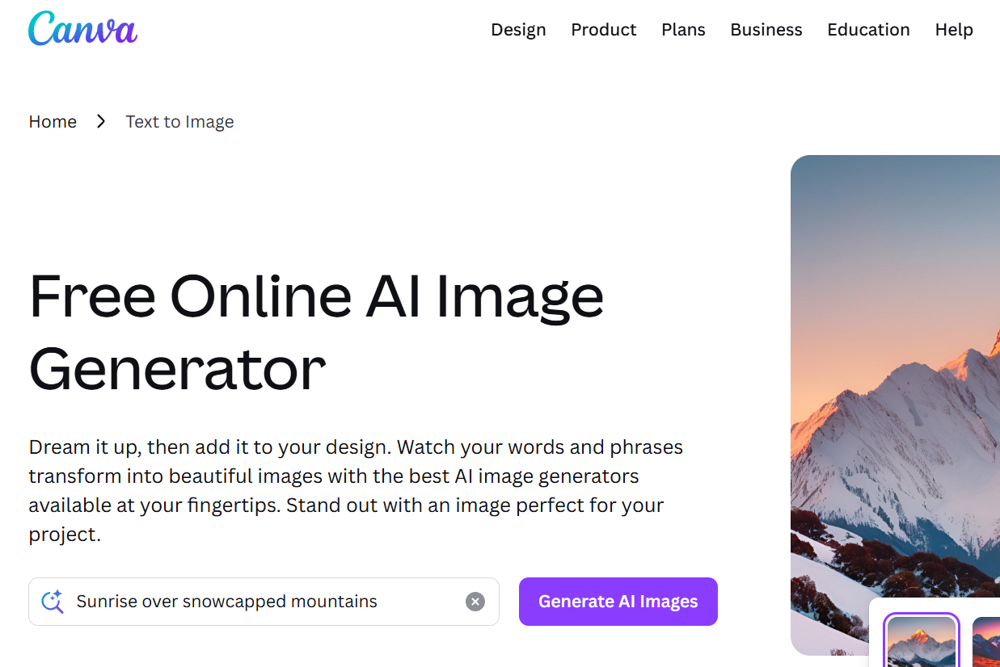 Canva
Design Product Plans Business Education Help
Home Text to Image
Free Online AI Image
Generator
Dream it up, then add it to your design. Watch your words and phrases
transform into beautiful images with the best AI image generators
available at your fingertips. Stand out with an image perfect for your
project.
Sunrise over snowcapped mountains
Generate AI Images